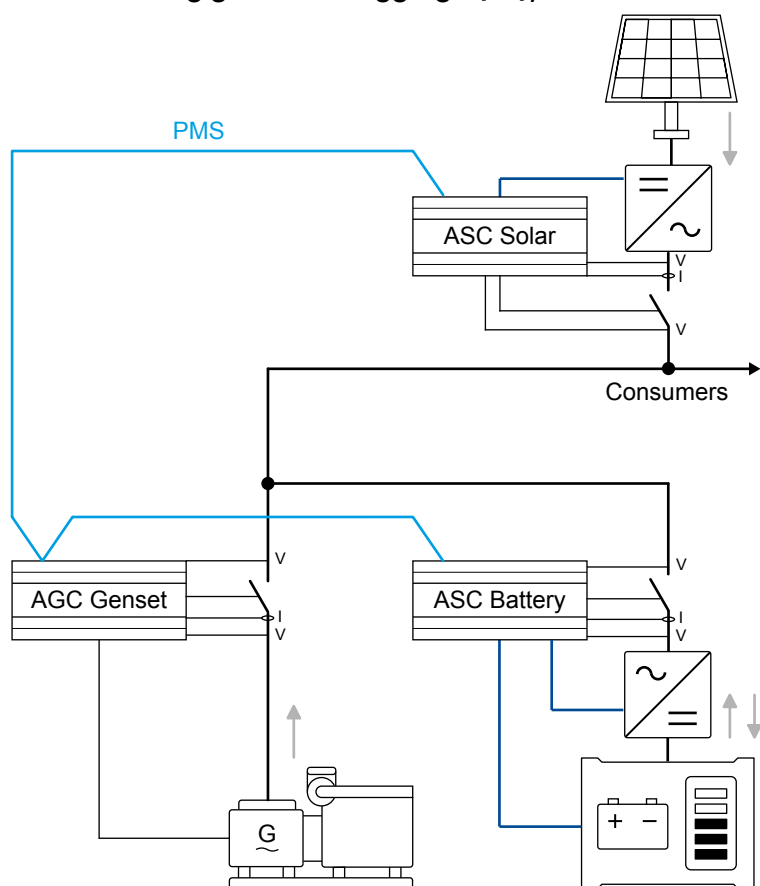 PMS
ASC Solar
V
I
V
Consumers
V
V
AGC Genset
ASC Battery
I
I
V
V
G
+ −